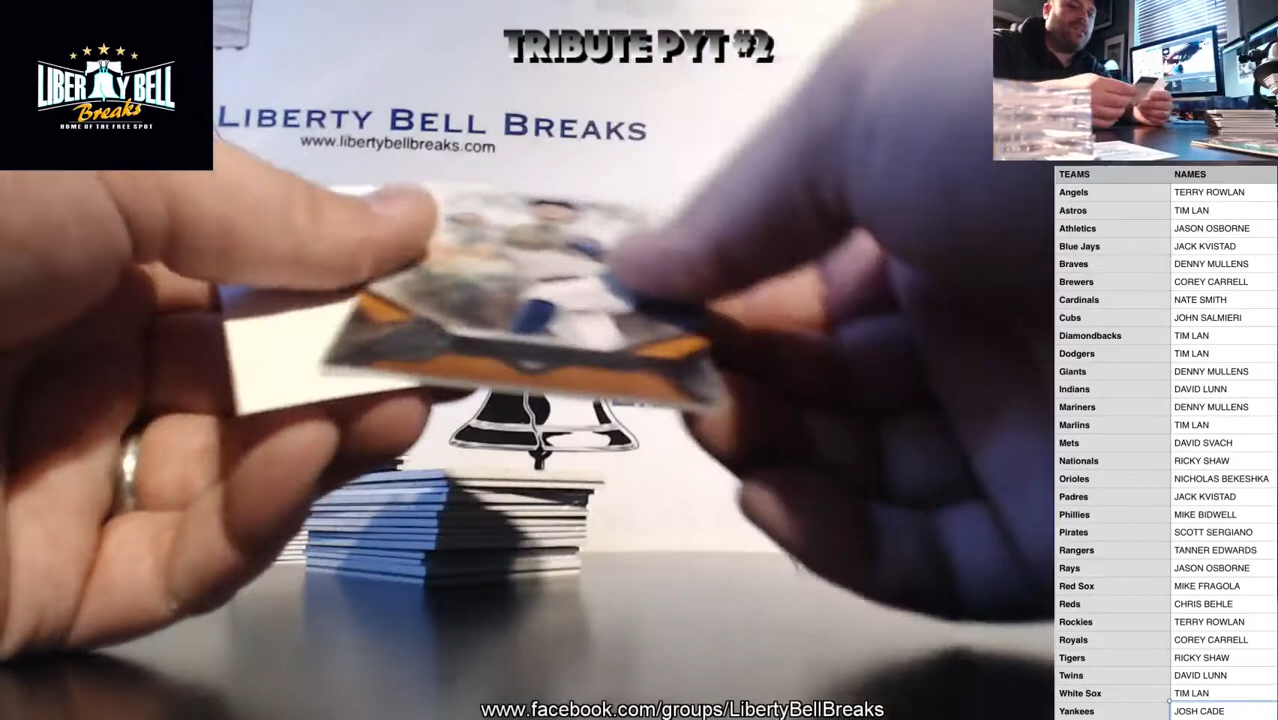 LIBERTY BELL
Breaks
HOME OF THE FREE SPOT
TRIBUTE PYT #2
LIBERTY BELL BREAKS
www.libertybellbreaks.com
TEAMS NAMES
Angels TERRY ROWLAN
Astros TIM LAN
Athletics JASON OSBORNE
Blue Jays JACK KVISTAD
Braves DENNY MULLENS
Brewers COREY CARRELL
Cardinals NATE SMITH
Cubs JOHN SALMIERI
Diamondbacks TIM LAN
Dodgers TIM LAN
Giants DENNY MULLENS
Indians DAVID LUNN
Mariners DENNY MULLENS
Marlins TIM LAN
Mets DAVID SVACH
Nationals RICKY SHAW
Orioles NICHOLAS BEKESHKA
Padres JACK KVISTAD
Phillies MIKE BIDWELL
Pirates SCOTT SERGIANO
Rangers TANNER EDWARDS
Rays JASON OSBORNE
Red Sox MIKE FRAGOLA
Reds CHRIS BEHLE
Rockies TERRY ROWLAN
Royals COREY CARRELL
Tigers RICKY SHAW
Twins DAVID LUNN
White Sox TIM LAN
Yankees JOSH CADE
www.facebook.com/groups/LibertyBellBreaks